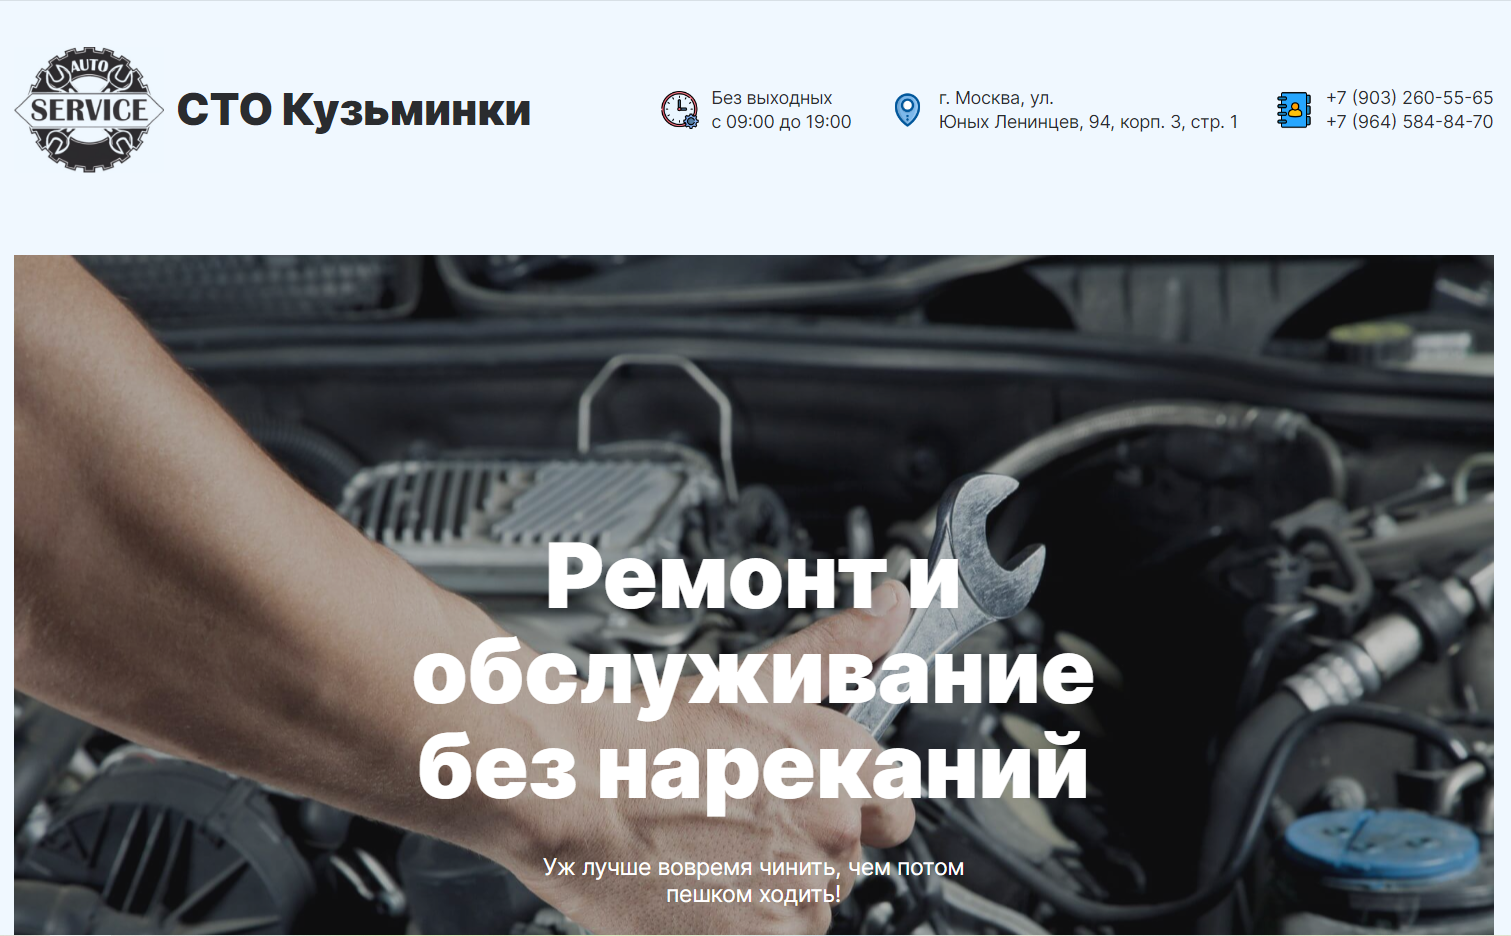 AUTO
SERVICE
СТО Кузьминки
Без выходных
с 09:00 до 19:00
г. Москва, ул.
Юных Ленинцев, 94, корп. 3, стр. 1
+7 (903) 260-55-65
+7 (964) 584-84-70
Ремонт и
обслуживание
без нареканий
Уж лучше вовремя чинить, чем потом
пешком ходить!